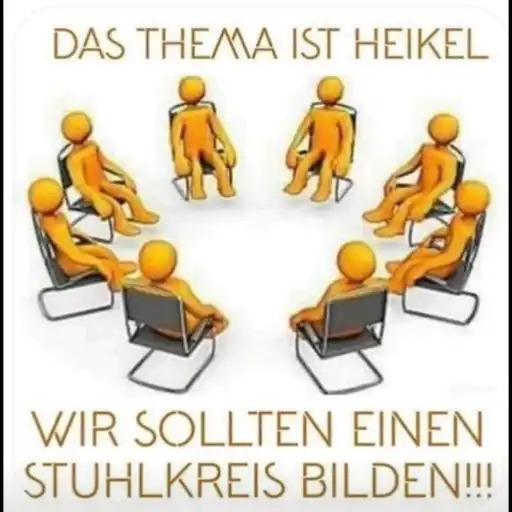 DAS THEMA IST HEIKEL
WIR SOLLTEN EINEN
STUHLKREIS BILDEN!!!